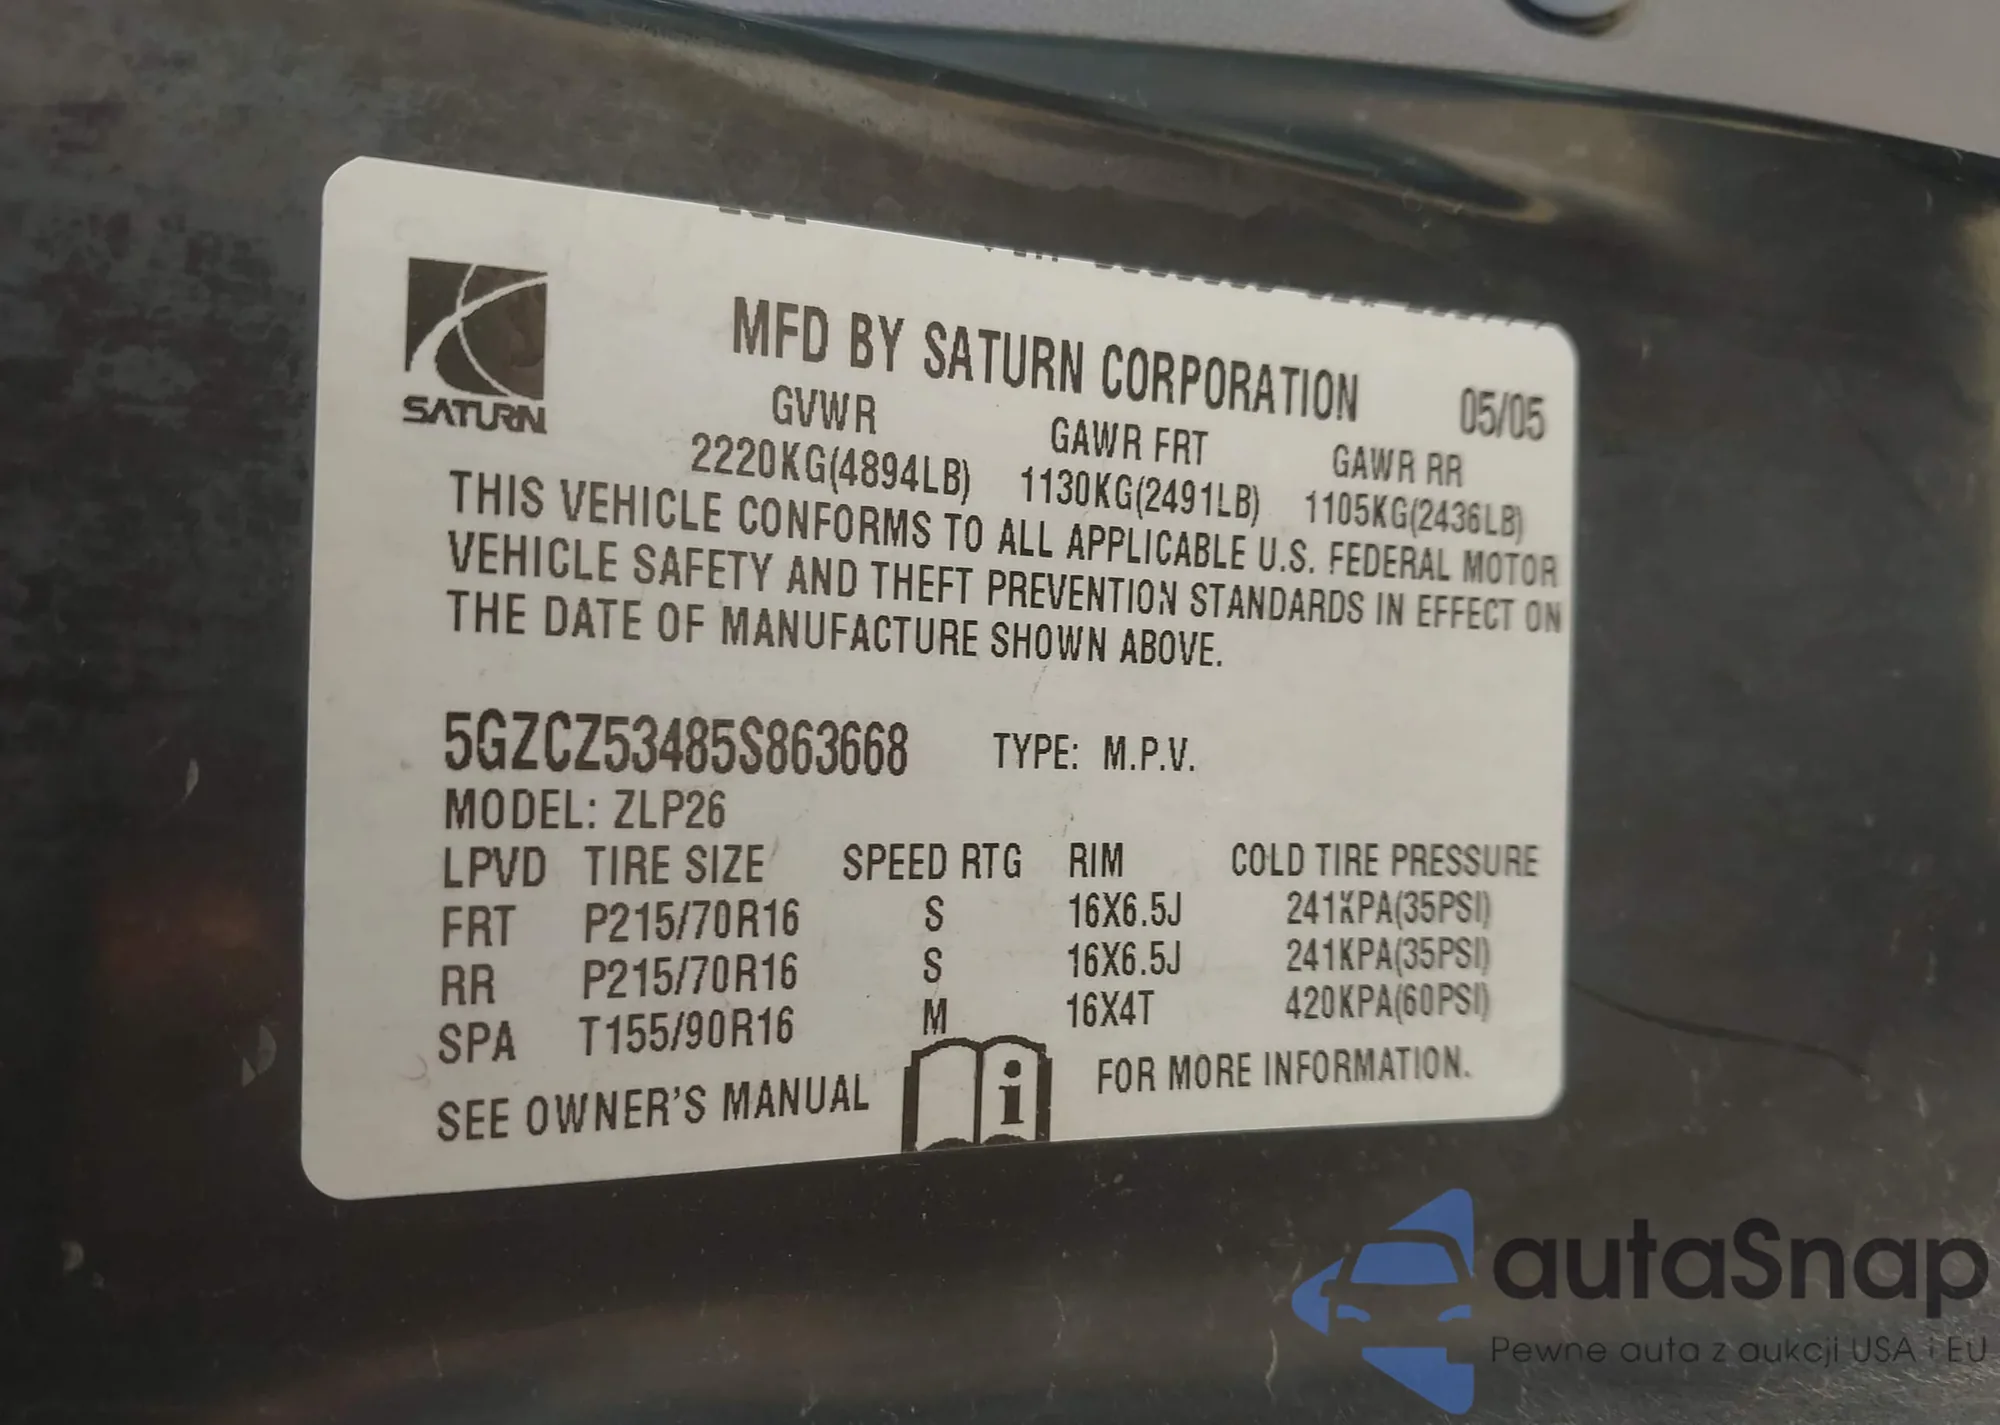 SATURN
MFD BY SATURN CORPORATION 05/05
GVWR GAWR FRT GAWR RR
2220KG(4894LB) 1130KG(2491LB) 1105KG(2436LB)
THIS VEHICLE CONFORMS TO ALL APPLICABLE U.S. FEDERAL MOTOR
VEHICLE SAFETY AND THEFT PREVENTION STANDARDS IN EFFECT ON
THE DATE OF MANUFACTURE SHOWN ABOVE.
5GZCZ53485S863668 TYPE: M.P.V.
MODEL: ZLP26
LPVD TIRE SIZE SPEED RTG RIM COLD TIRE PRESSURE
FRT P215/70R16 S 16X6.5J 241KPA(35PSI)
RR P215/70R16 S 16X6.5J 241KPA(35PSI)
SPA T155/90R16 M 16X4T 420KPA(60PSI)
SEE OWNER'S MANUAL i FOR MORE INFORMATION.
autaSnap
Pewne auta z aukcji USA i EU